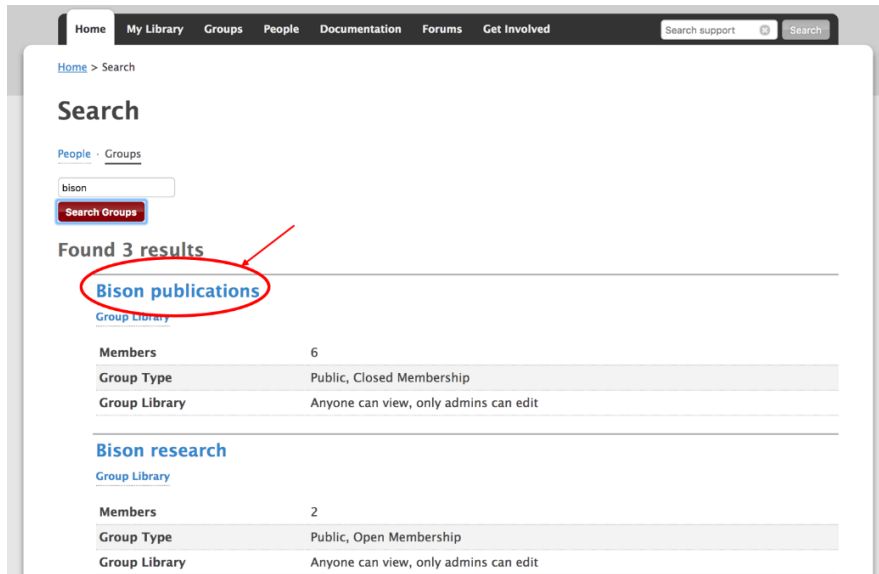 Home My Library Groups People Documentation Forums Get Involved Search support Search
Home > Search
Search
People · Groups
bison
Search Groups
Found 3 results
Bison publications
Group Library
Members 6
Group Type Public, Closed Membership
Group Library Anyone can view, only admins can edit
Bison research
Group Library
Members 2
Group Type Public, Open Membership
Group Library Anyone can view, only admins can edit